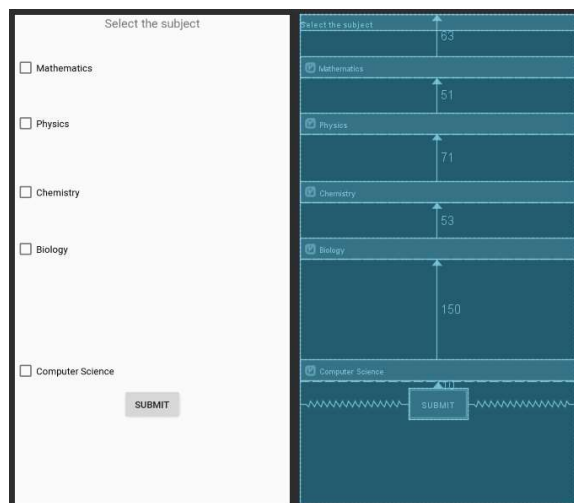 Select the subject
Mathematics
Physics
Chemistry
Biology
Computer Science
SUBMIT
Select the subject
63
Mathematics
51
Physics
71
Chemistry
53
Biology
150
Computer Science
SUBMIT